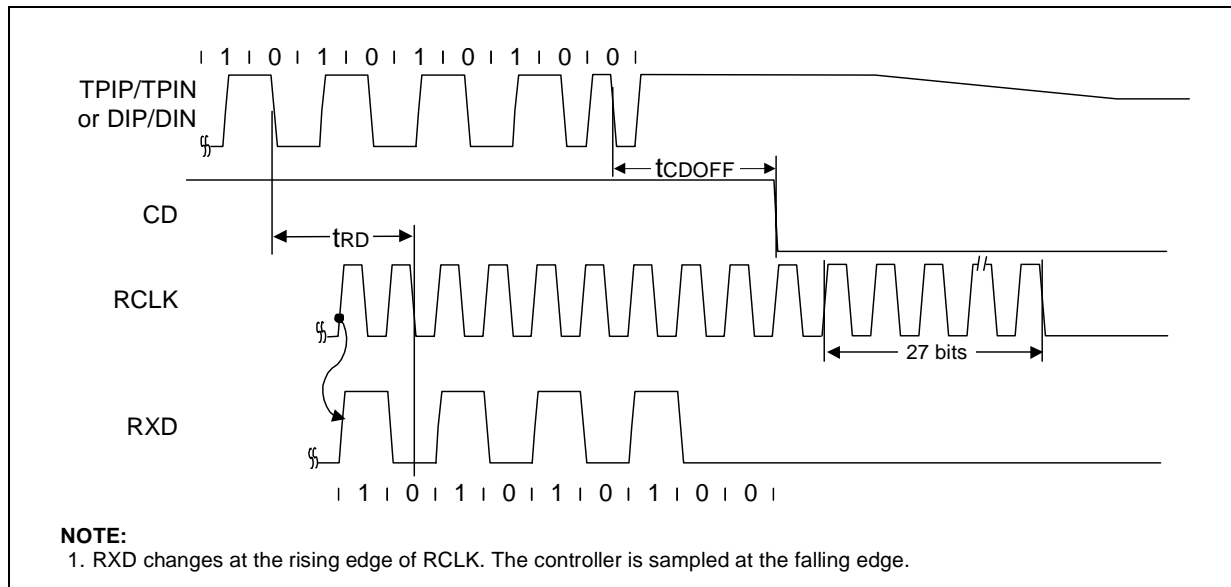 1 0 1 0 1 0 1 0 0
TPIP/TPIN
or DIP/DIN
tCDOFF
CD
tRD
RCLK
27 bits
RXD
1 0 1 0 1 0 1 0 0
NOTE:
1. RXD changes at the rising edge of RCLK. The controller is sampled at the falling edge.